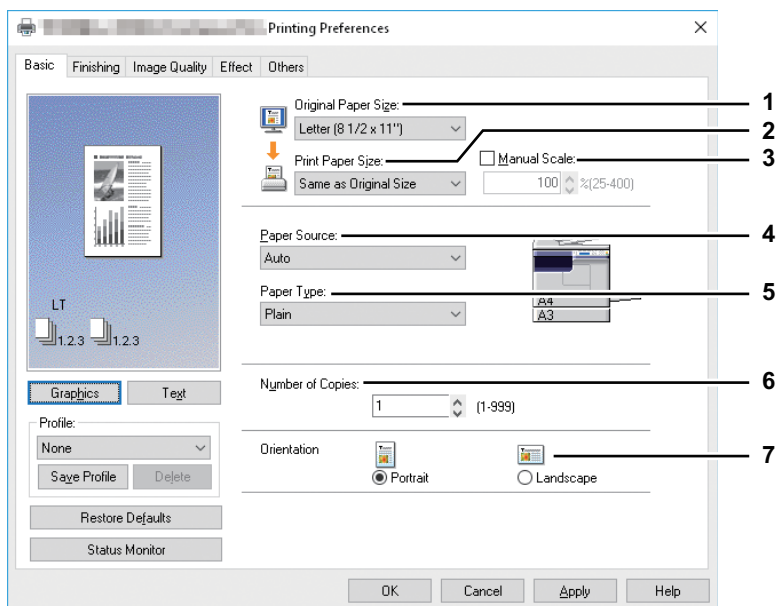 Printing Preferences
Basic Finishing Image Quality Effect Others
Original Paper Size: 1
Letter (8 1/2 x 11") 2
Print Paper Size: Manual Scale: 3
Same as Original Size 100 %(25-400)
Paper Source: 4
Auto
Paper Type: 5
Plain
A4
A3
LT
1.2.3 1.2.3
Graphics Text
Profile:
None
Save Profile Delete
Restore Defaults
Status Monitor
Number of Copies: 6
1 (1-999)
Orientation 7
Portrait Landscape
OK Cancel Apply Help